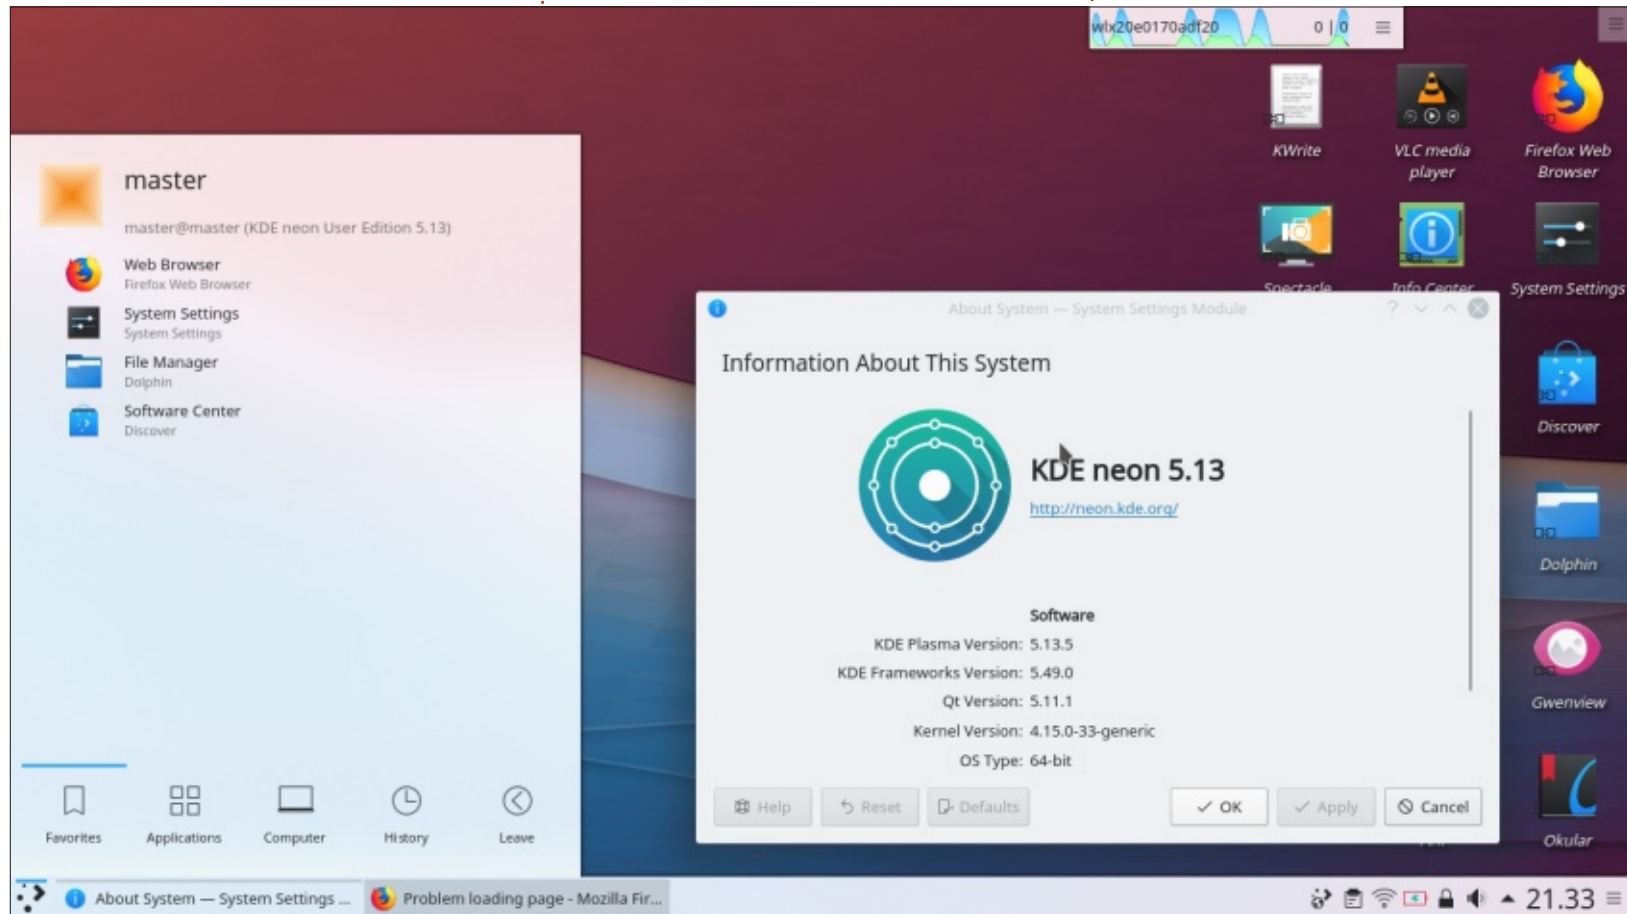 wlx20e0170adf20 0 | 0
KWrite
VLC media
player
Firefox Web
Browser
master
master@master (KDE neon User Edition 5.13)
Web Browser
Firefox Web Browser
System Settings
System Settings
File Manager
Dolphin
Software Center
Discover
Spectacle
Info Center
System Settings
About System — System Settings Module
Information About This System
KDE neon 5.13
http://neon.kde.org/
Software
KDE Plasma Version: 5.13.5
KDE Frameworks Version: 5.49.0
Qt Version: 5.11.1
Kernel Version: 4.15.0-33-generic
OS Type: 64-bit
Help
Reset
Defaults
OK
Apply
Cancel
Discover
Dolphin
Gwenview
Okular
Favorites
Applications
Computer
History
Leave
About System — System Settings ...
Problem loading page - Mozilla Fir...
21.33